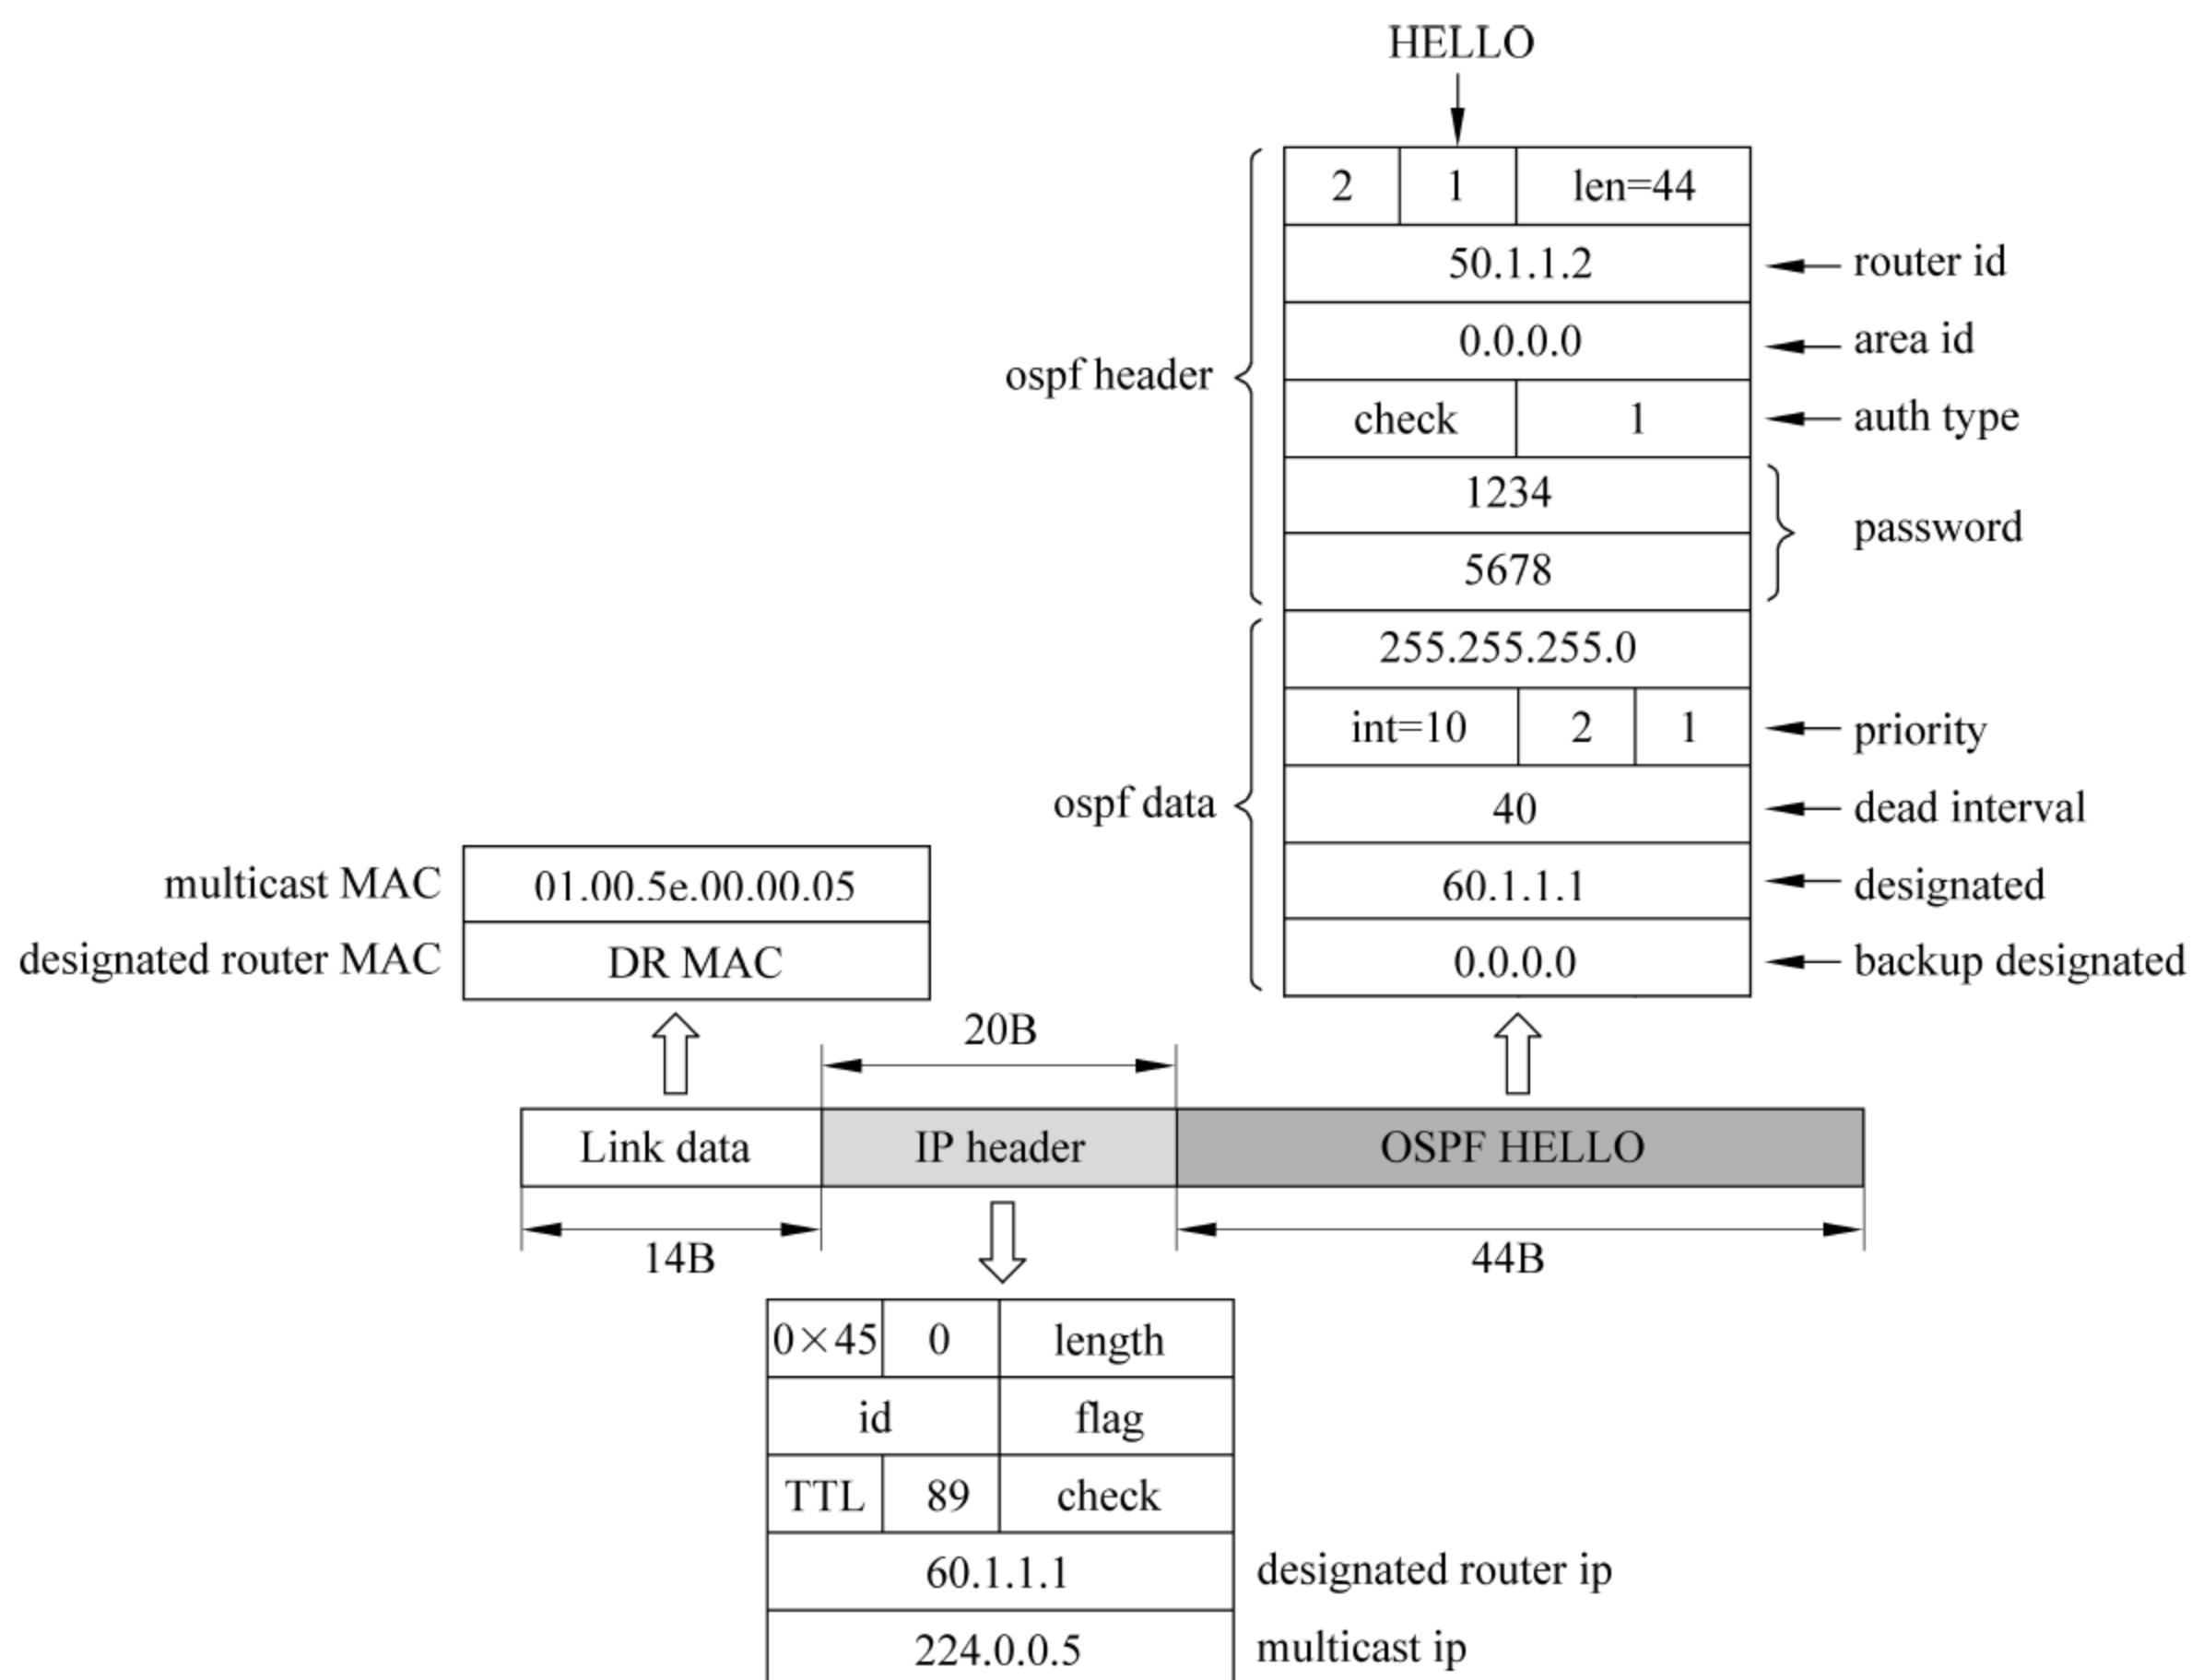 HELLO
2 1 len=44
50.1.1.2 router id
0.0.0.0 area id
ospf header
check 1 auth type
1234
password
5678
255.255.255.0
int=10 2 1 priority
ospf data
40 dead interval
60.1.1.1 designated
0.0.0.0 backup designated
multicast MAC 01.00.5e.00.00.05
designated router MAC DR MAC
20B
Link data IP header OSPF HELLO
14B 44B
0×45 0 length
id flag
TTL 89 check
60.1.1.1 designated router ip
224.0.0.5 multicast ip